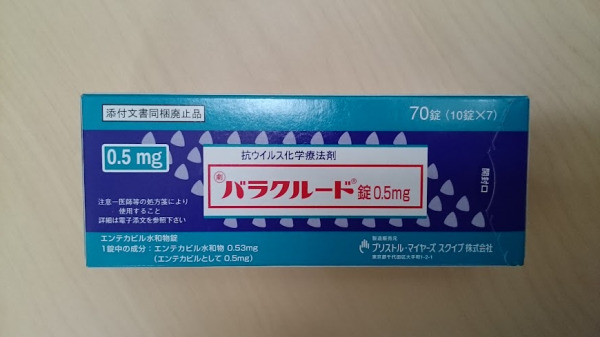 添付文書同梱廃止品
70錠（10錠×7）
0.5 mg
抗ウイルス化学療法剤
劇 バラクルード® 錠 0.5mg
開封口
注意－医師等の処方箋により
使用すること
詳細は電子添文を参照下さい
エンテカビル水和物錠
1錠中の成分：エンテカビル水和物 0.53mg
（エンテカビルとして 0.5mg）
製造販売元
ブリストル・マイヤーズ スクイブ 株式会社
東京都千代田区大手町1-2-1